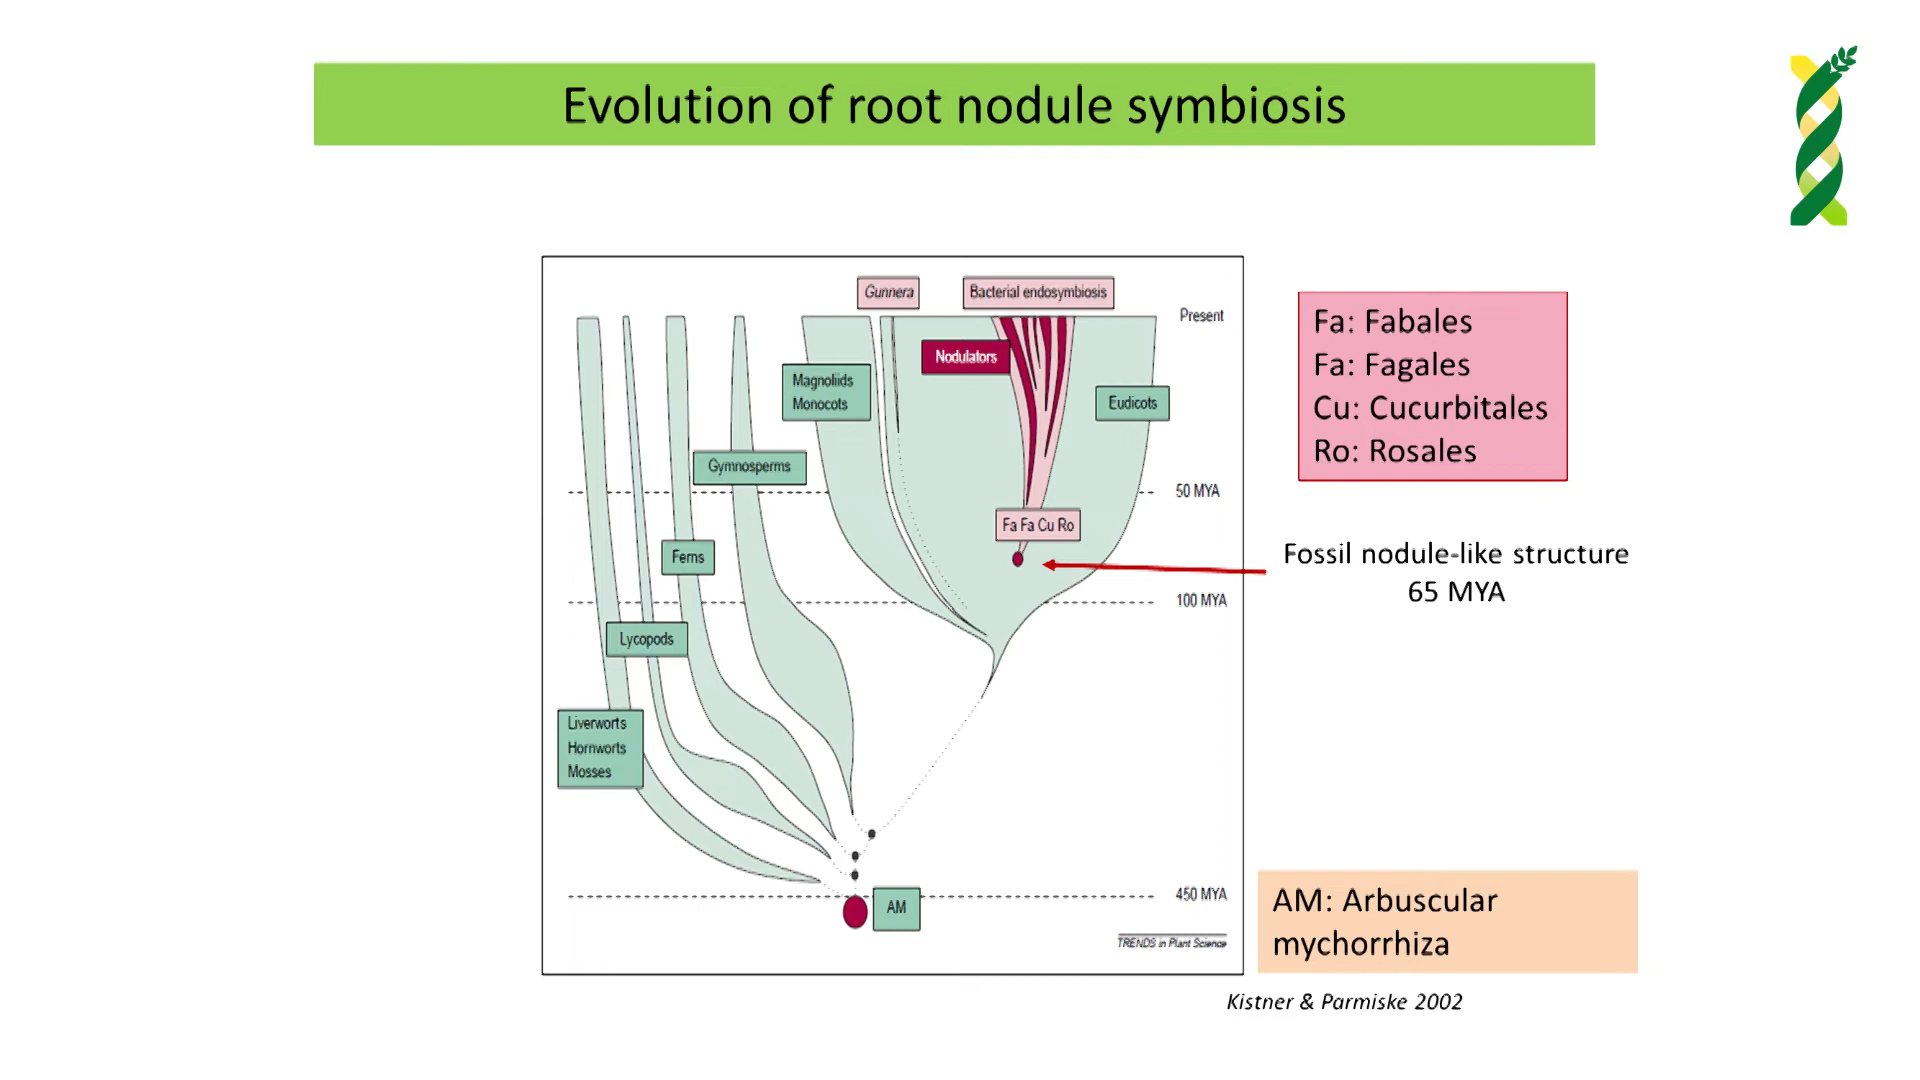 Evolution of root nodule symbiosis
Gunnera
Bacterial endosymbiosis
Present
Nodulators
Magnoliids
Monocots
Eudicots
Gymnosperms
50 MYA
Fa Fa Cu Ro
Ferns
100 MYA
Lycopods
Liverworts
Hornworts
Mosses
450 MYA
AM
TRENDS in Plant Science
Fa: Fabales
Fa: Fagales
Cu: Cucurbitales
Ro: Rosales
Fossil nodule-like structure
65 MYA
AM: Arbuscular
mychorrhiza
Kistner & Parmiske 2002